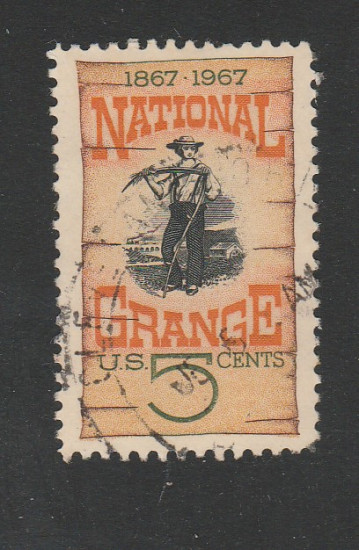 1867·1967
NATIONAL
GRANGE
U.S. 5 CENTS